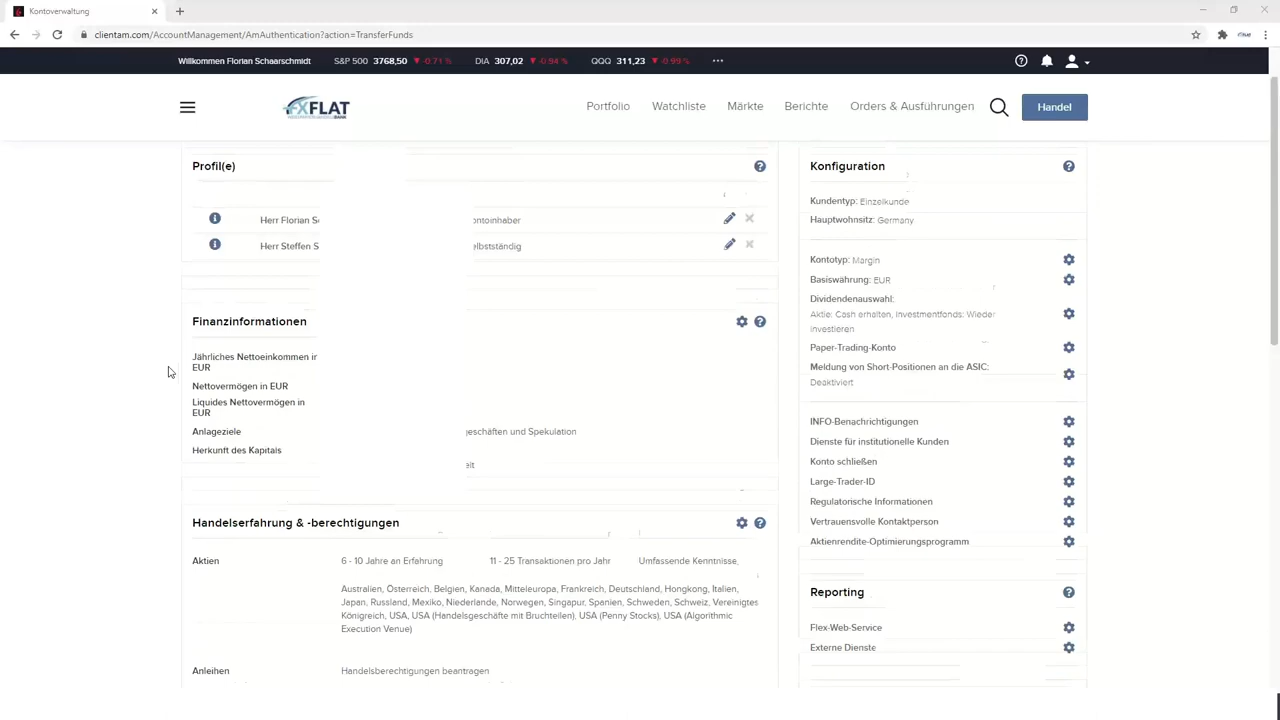 Kontoverwaltung
clientam.com/AccountManagement/AmAuthentication?action=TransferFunds
Willkommen Florian Schaarschmidt S&P 500 3768,50 -0.71 % DIA 307,02 -0.94 % QQQ 311,23 -0.99 %
FXFLAT
Portfolio Watchliste Märkte Berichte Orders & Ausführungen Handel
Profil(e)
Herr Florian
ontoinhaber
Herr Steffen S
elbstständig
Finanzinformationen
Jährliches Nettoeinkommen in
EUR
Nettovermögen in EUR
Liquides Nettovermögen in
EUR
Anlageziele
geschäften und Spekulation
Herkunft des Kapitals
eit
Handelserfahrung & -berechtigungen
Aktien 6 - 10 Jahre an Erfahrung 11 - 25 Transaktionen pro Jahr Umfassende Kenntnisse,
Australien, Österreich, Belgien, Kanada, Mitteleuropa, Frankreich, Deutschland, Hongkong, Italien,
Japan, Russland, Mexiko, Niederlande, Norwegen, Singapur, Spanien, Schweden, Schweiz, Vereinigtes
Königreich, USA, USA (Handelsgeschäfte mit Bruchteilen), USA (Penny Stocks), USA (Algorithmic
Execution Venue)
Anleihen Handelsberechtigungen beantragen
Konfiguration
Kundentyp: Einzelkunde
Hauptwohnsitz: Germany
Kontotyp: Margin
Basiswährung: EUR
Dividendenauswahl:
Aktie: Cash erhalten, Investmentfonds: Wieder
investieren
Paper-Trading-Konto
Meldung von Short-Positionen an die ASIC:
Deaktiviert
INFO-Benachrichtigungen
Dienste für institutionelle Kunden
Konto schließen
Large-Trader-ID
Regulatorische Informationen
Vertrauensvolle Kontaktperson
Aktienrendite-Optimierungsprogramm
Reporting
Flex-Web-Service
Externe Dienste